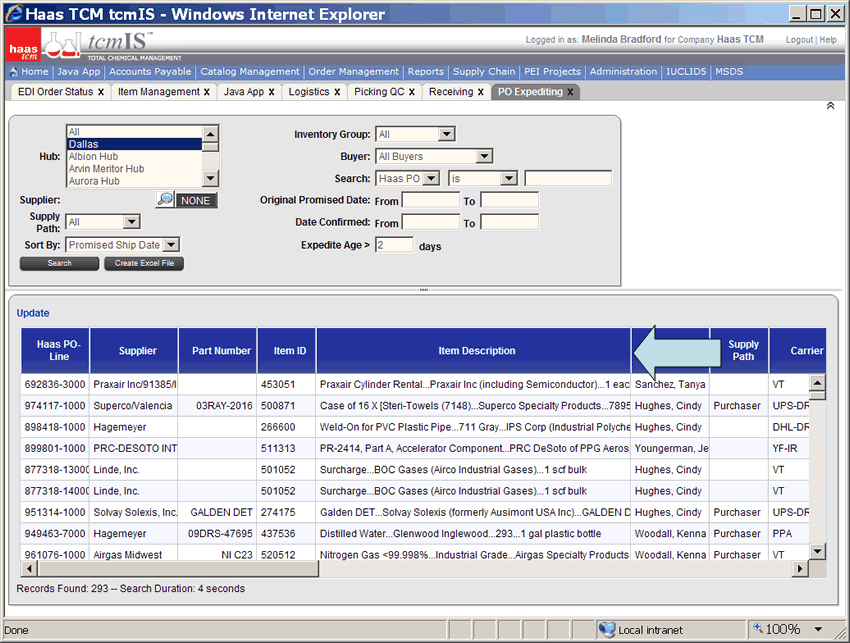 Haas TCM tcmIS - Windows Internet Explorer
haas tcm
tcmIS™
TOTAL CHEMICAL MANAGEMENT
Logged in as: Melinda Bradford for Company Haas TCM Logout | Help
Home | Java App | Accounts Payable | Catalog Management | Order Management | Reports | Supply Chain | PEI Projects | Administration | IUCLID5 | MSDS
EDI Order Status x Item Management x Java App x Logistics x Picking QC x Receiving x PO Expediting x
Hub: All
Dallas
Albion Hub
Arvin Meritor Hub
Aurora Hub
Supplier: NONE
Supply Path: All
Sort By: Promised Ship Date
Search Create Excel File
Inventory Group: All
Buyer: All Buyers
Search: Haas PO is
Original Promised Date: From To
Date Confirmed: From To
Expedite Age > 2 days
Update
Haas PO-Line Supplier Part Number Item ID Item Description Supply Path Carrier
692836-3000 Praxair Inc/91385/I 453051 Praxair Cylinder Rental...Praxair Inc (including Semiconductor)...1 eac Sanchez, Tanya VT
974117-1000 Superco/Valencia 03RAY-2016 500871 Case of 16 X [Steri-Towels (7148)...Superco Specialty Products...7895 Hughes, Cindy Purchaser UPS-DR
898418-1000 Hagemeyer 266600 Weld-On for PVC Plastic Pipe...711 Gray...IPS Corp (Industrial Polyche Hughes, Cindy DHL-DR
899801-1000 PRC-DESOTO INT 511313 PR-2414, Part A, Accelerator Component...PRC DeSoto of PPG Aeros Youngerman, Je YF-IR
877318-13000 Linde, Inc. 501052 Surcharge...BOC Gases (Airco Industrial Gases)...1 scf bulk Hughes, Cindy VT
877318-14000 Linde, Inc. 501052 Surcharge...BOC Gases (Airco Industrial Gases)...1 scf bulk Hughes, Cindy VT
951314-1000 Solvay Solexis, Inc. GALDEN DET 274175 Galden DET...Solvay Solexis (formerly Ausimont USA Inc)...GALDEN D Hughes, Cindy Purchaser UPS-DR
949463-7000 Hagemeyer 09DRS-47695 437536 Distilled Water...Glenwood Inglewood...293...1 gal plastic bottle Woodall, Kenna Purchaser PPA
961076-1000 Airgas Midwest NI C23 520512 Nitrogen Gas <99.998%...Industrial Grade...Airgas Specialty Products Woodall, Kenna Purchaser VT
Records Found: 293 -- Search Duration: 4 seconds
Done Local intranet 100%